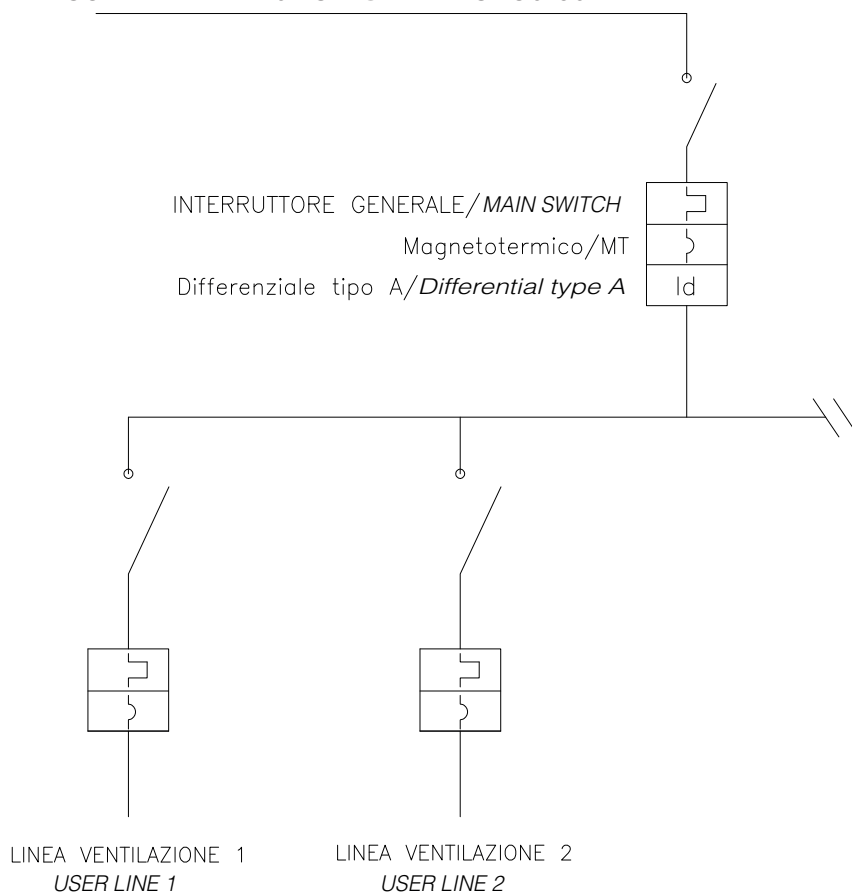 INTERRUTTORE GENERALE/MAIN SWITCH
Magnetotermico/MT
Differenziale tipo A/Differential type A
Id
LINEA VENTILAZIONE 1
USER LINE 1
LINEA VENTILAZIONE 2
USER LINE 2